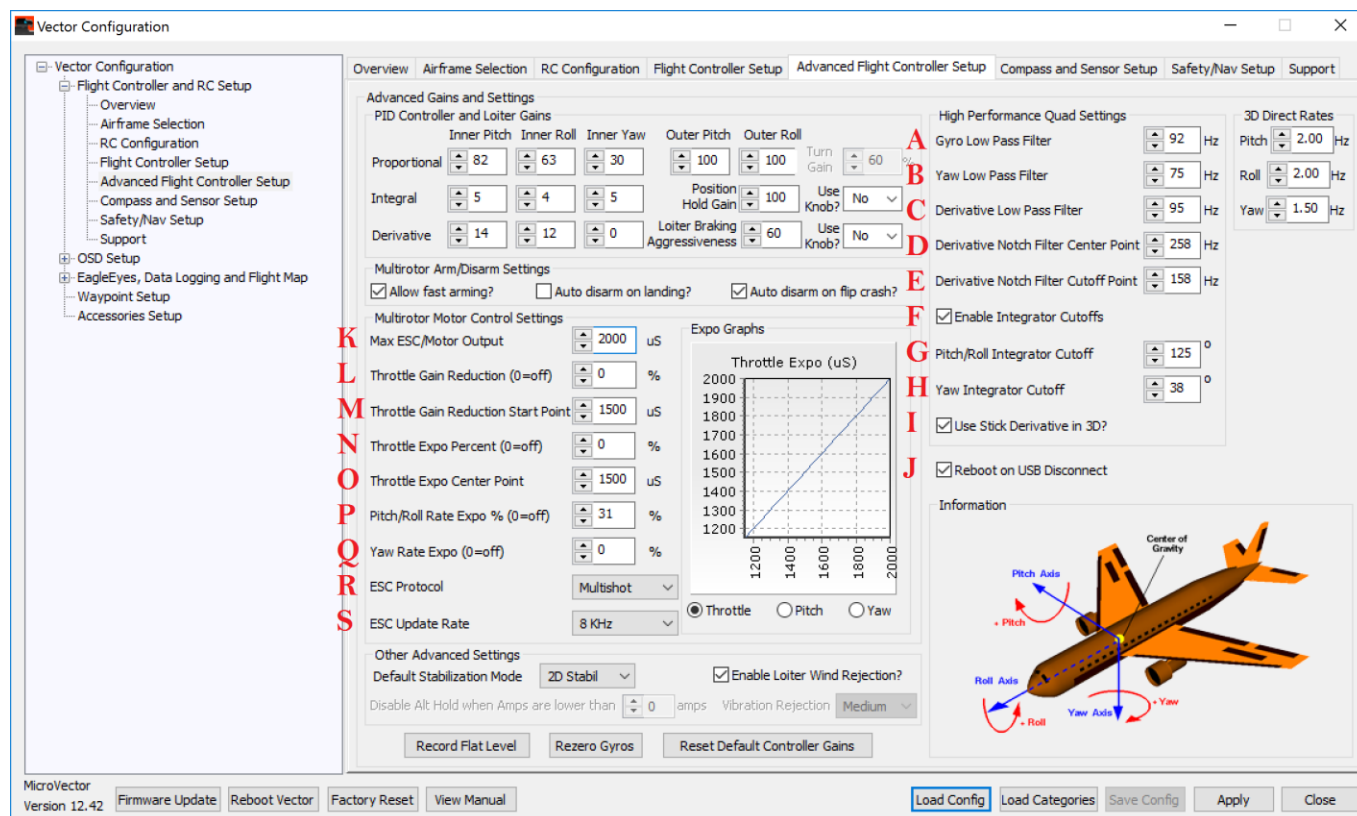 Vector Configuration
Vector Configuration
Flight Controller and RC Setup
Overview
Airframe Selection
RC Configuration
Flight Controller Setup
Advanced Flight Controller Setup
Compass and Sensor Setup
Safety/Nav Setup
Support
OSD Setup
EagleEyes, Data Logging and Flight Map
Waypoint Setup
Accessories Setup
Overview Airframe Selection RC Configuration Flight Controller Setup Advanced Flight Controller Setup Compass and Sensor Setup Safety/Nav Setup Support
Advanced Gains and Settings
PID Controller and Loiter Gains
Inner Pitch Inner Roll Inner Yaw Outer Pitch Outer Roll
Proportional 82 63 30 100 100 Turn Gain 60 %
Integral 5 4 5 Position Hold Gain 100 Use Knob? No
Derivative 14 12 0 Loiter Braking Aggressiveness 60 Use Knob? No
Multirotor Arm/Disarm Settings
Allow fast arming? Auto disarm on landing? Auto disarm on flip crash?
Multirotor Motor Control Settings
K Max ESC/Motor Output 2000 uS
L Throttle Gain Reduction (0=off) 0 %
M Throttle Gain Reduction Start Point 1500 uS
N Throttle Expo Percent (0=off) 0 %
O Throttle Expo Center Point 1500 uS
P Pitch/Roll Rate Expo % (0=off) 31 %
Q Yaw Rate Expo (0=off) 0 %
R ESC Protocol Multishot
S ESC Update Rate 8 KHz
Expo Graphs
Throttle Expo (uS)
2000
1900
1800
1700
1600
1500
1400
1300
1200
1200 1400 1600 1800 2000
Throttle Pitch Yaw
Other Advanced Settings
Default Stabilization Mode 2D Stabil Enable Loiter Wind Rejection?
Disable Alt Hold when Amps are lower than 0 amps Vibration Rejection Medium
Record Flat Level Rezero Gyros Reset Default Controller Gains
High Performance Quad Settings
A Gyro Low Pass Filter 92 Hz
B Yaw Low Pass Filter 75 Hz
C Derivative Low Pass Filter 95 Hz
D Derivative Notch Filter Center Point 258 Hz
E Derivative Notch Filter Cutoff Point 158 Hz
F Enable Integrator Cutoffs
G Pitch/Roll Integrator Cutoff 125 °
H Yaw Integrator Cutoff 38 °
I Use Stick Derivative in 3D?
J Reboot on USB Disconnect
3D Direct Rates
Pitch 2.00 Hz
Roll 2.00 Hz
Yaw 1.50 Hz
Information
Center of
Gravity
Pitch Axis
+ Pitch
Roll Axis
+ Roll
Yaw Axis
+ Yaw
MicroVector
Version 12.42 Firmware Update Reboot Vector Factory Reset View Manual Load Config Load Categories Save Config Apply Close